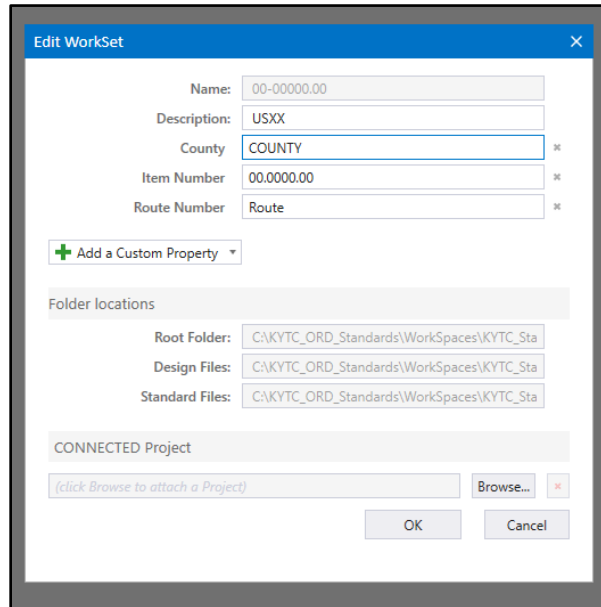 Edit WorkSet
Name: 00-00000.00
Description: USXX
County COUNTY
Item Number 00.0000.00
Route Number Route
Add a Custom Property
Folder locations
Root Folder: C:\KYTC_ORD_Standards\WorkSpaces\KYTC_Sta
Design Files: C:\KYTC_ORD_Standards\WorkSpaces\KYTC_Sta
Standard Files: C:\KYTC_ORD_Standards\WorkSpaces\KYTC_Sta
CONNECTED Project
(click Browse to attach a Project) Browse...
OK Cancel